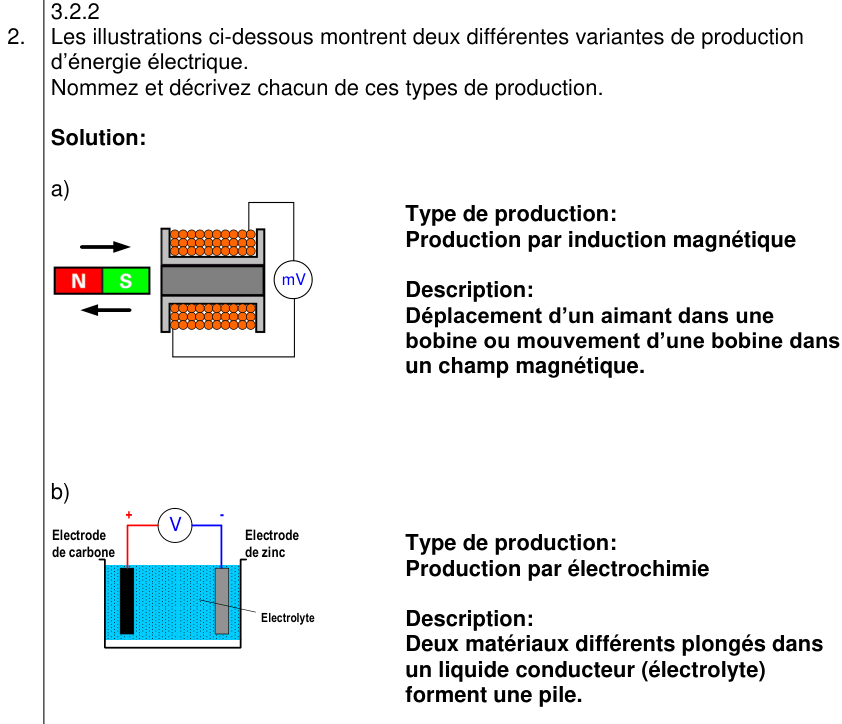 3.2.2
2. Les illustrations ci-dessous montrent deux différentes variantes de production
d'énergie électrique.
Nommez et décrivez chacun de ces types de production.
Solution:
a)
N S
mV
Type de production:
Production par induction magnétique
Description:
Déplacement d'un aimant dans une
bobine ou mouvement d'une bobine dans
un champ magnétique.
b)
+ V -
Electrode
de carbone
Electrode
de zinc
Electrolyte
Type de production:
Production par électrochimie
Description:
Deux matériaux différents plongés dans
un liquide conducteur (électrolyte)
forment une pile.